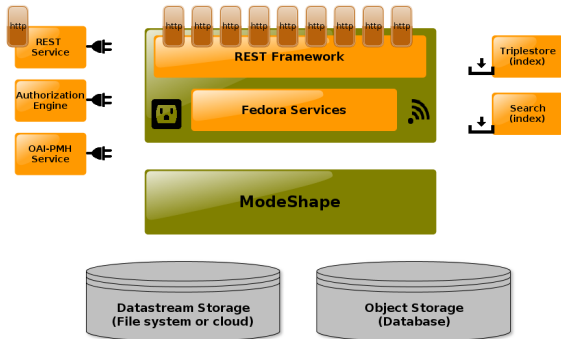 http
http http http http http http http http http
REST
Service
REST Framework
Triplestore
(index)
Authorization
Engine
Fedora Services
Search
(index)
OAI-PMH
Service
ModeShape
Datastream Storage
(File system or cloud)
Object Storage
(Database)